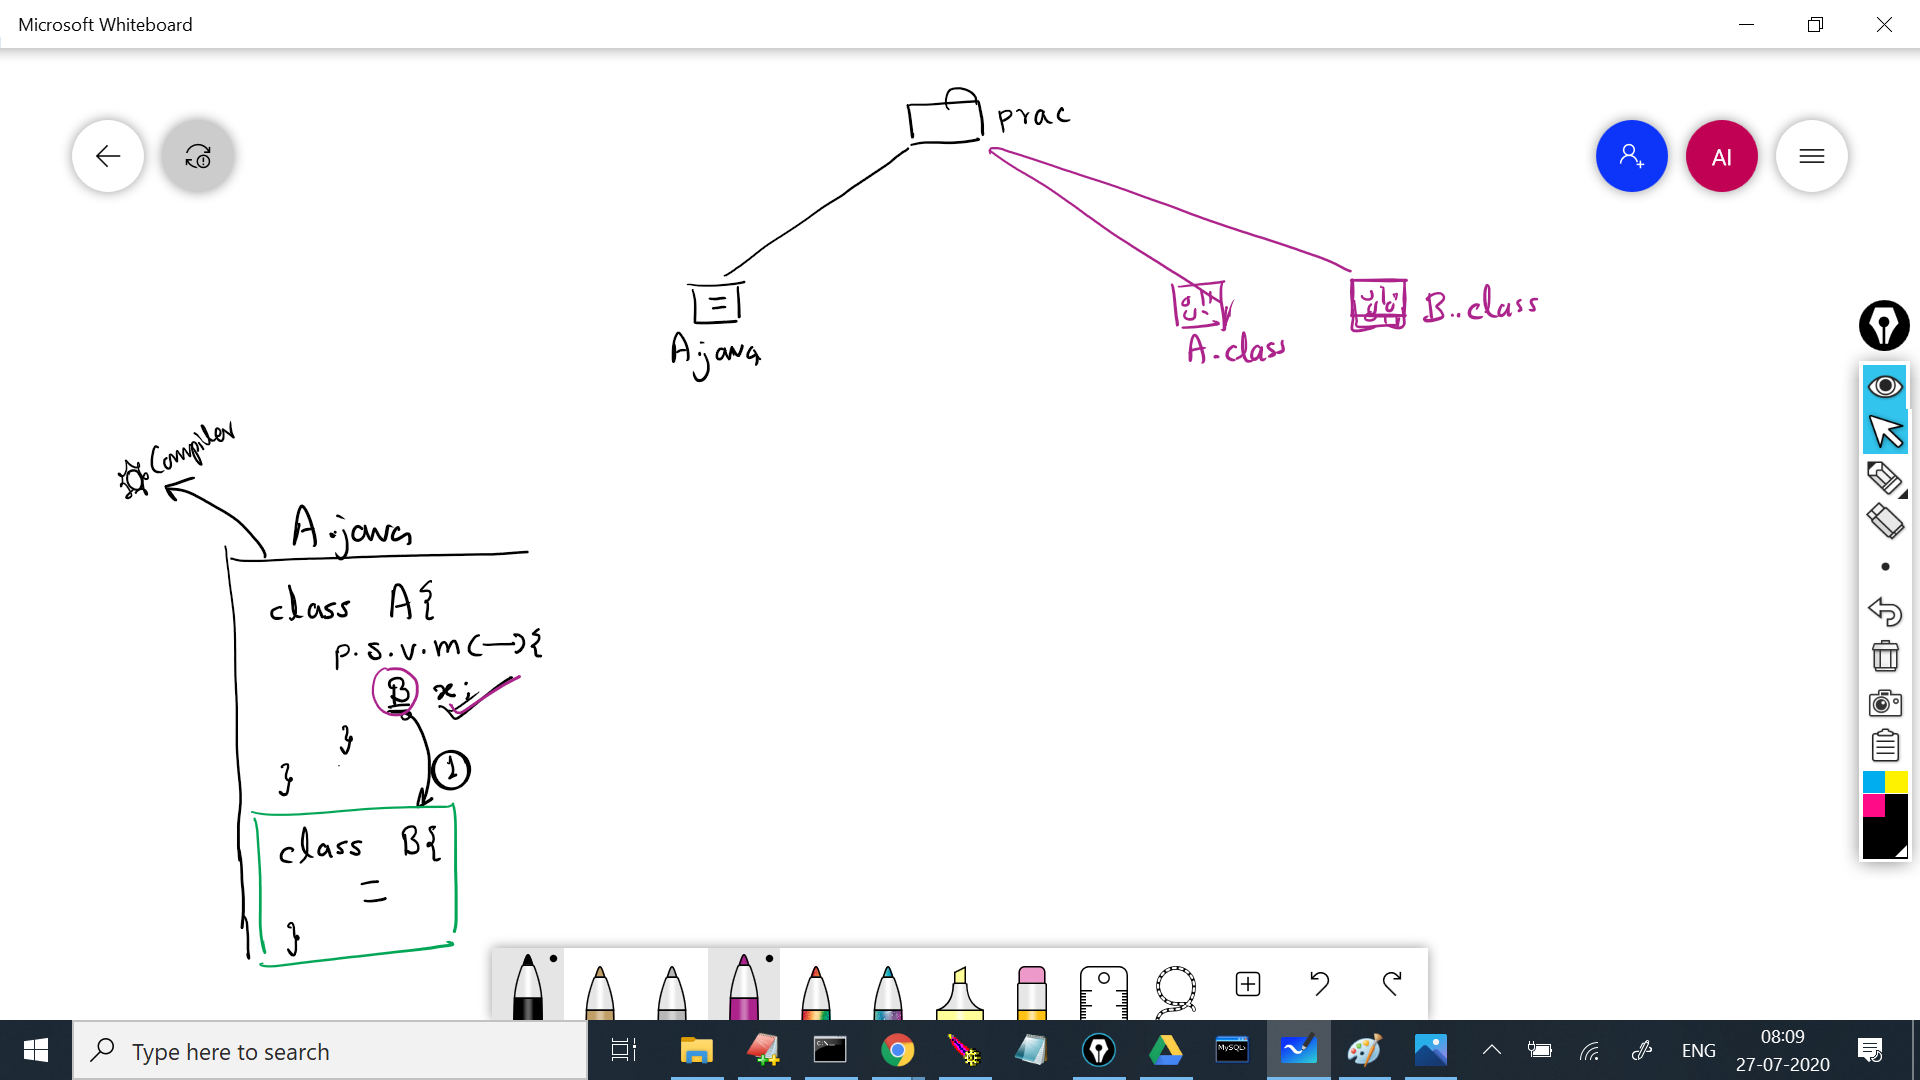 Microsoft Whiteboard
prac
AI
A.java
A.class
B..class
Compiler
A.java
class A{
p.s.v.m(—){
B x;
}
1
}
class B{
=
}
Type here to search
C:\.
MySQL
ENG
08:09
27-07-2020